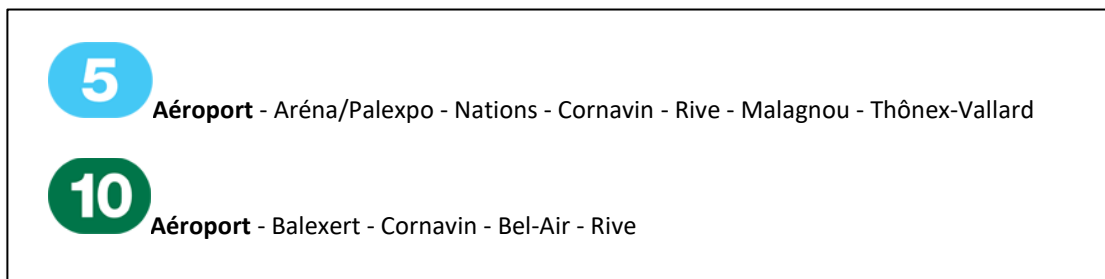 5 Aéroport - Aréna/Palexpo - Nations - Cornavin - Rive - Malagnou - Thônex-Vallard
10 Aéroport - Balexert - Cornavin - Bel-Air - Rive